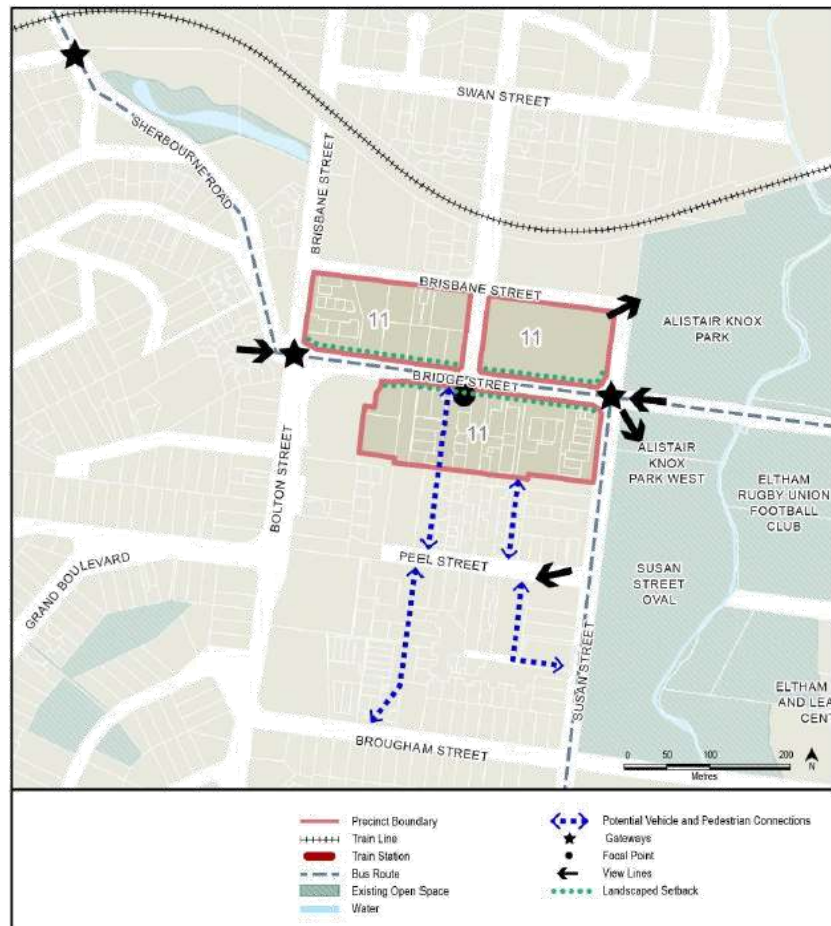 SWAN STREET
SHERBOURNE ROAD
BRISBANE STREET
BRISBANE STREET
11
11
ALISTAIR KNOX
PARK
BRIDGE STREET
11
ALISTAIR
KNOX
PARK WEST
ELTHAM
RUGBY UNION
FOOTBALL
CLUB
BOLTON STREET
PEEL STREET
GRAND BOULEVARD
SUSAN
STREET
OVAL
SUSAN STREET
ELTHAM
AND LEA
CENT
BROUGHAM STREET
0 50 100 200
Metres
N
Precinct Boundary
Train Line
Train Station
Bus Route
Existing Open Space
Water
Potential Vehicle and Pedestrian Connections
Gateways
Focal Point
View Lines
Landscaped Setback